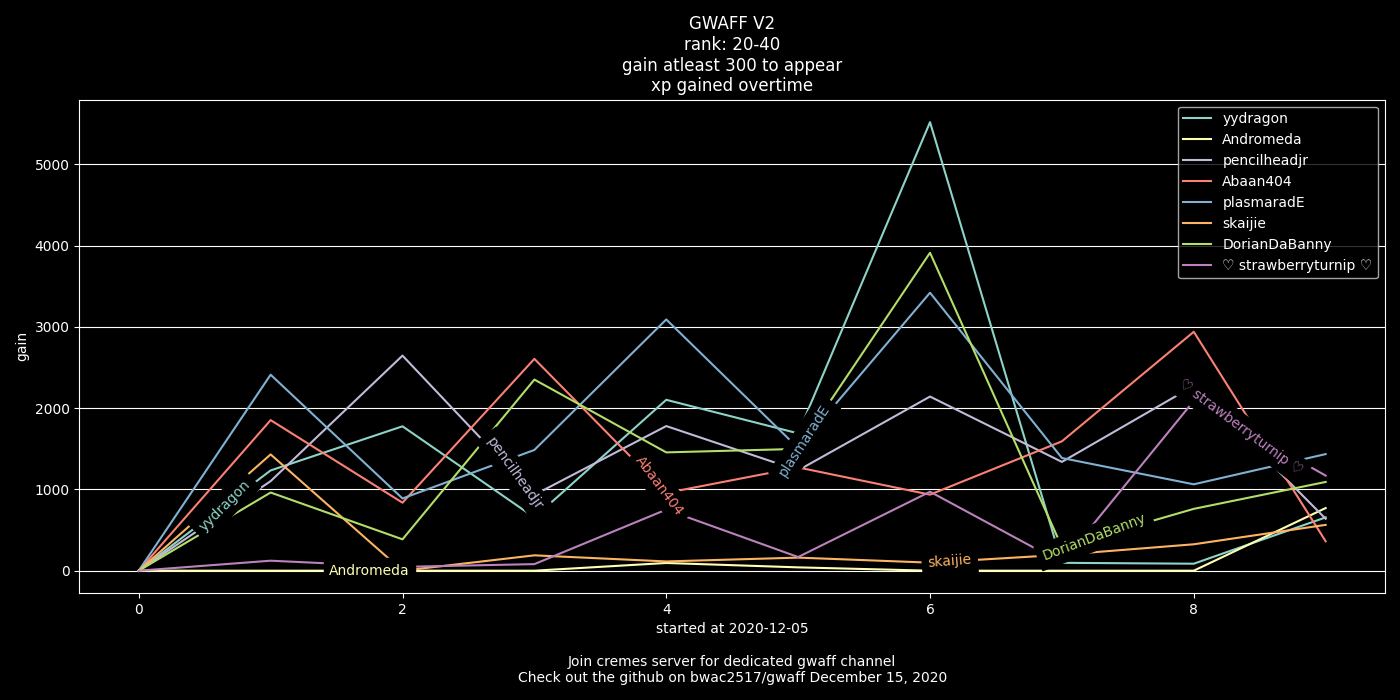 GWAFF V2
rank: 20-40
gain atleast 300 to appear
xp gained overtime
yydragon
Andromeda
pencilheadjr
Abaan404
plasmaradE
skaijie
DorianDaBanny
♡ strawberryturnip ♡
5000
4000
3000
2000
1000
0
gain
yydragon
Andromeda
pencilheadjr
Abaan404
plasmaradE
skaijie
DorianDaBanny
♡ strawberryturnip ♡
0 2 4 6 8
started at 2020-12-05
Join cremes server for dedicated gwaff channel
Check out the github on bwac2517/gwaff December 15, 2020